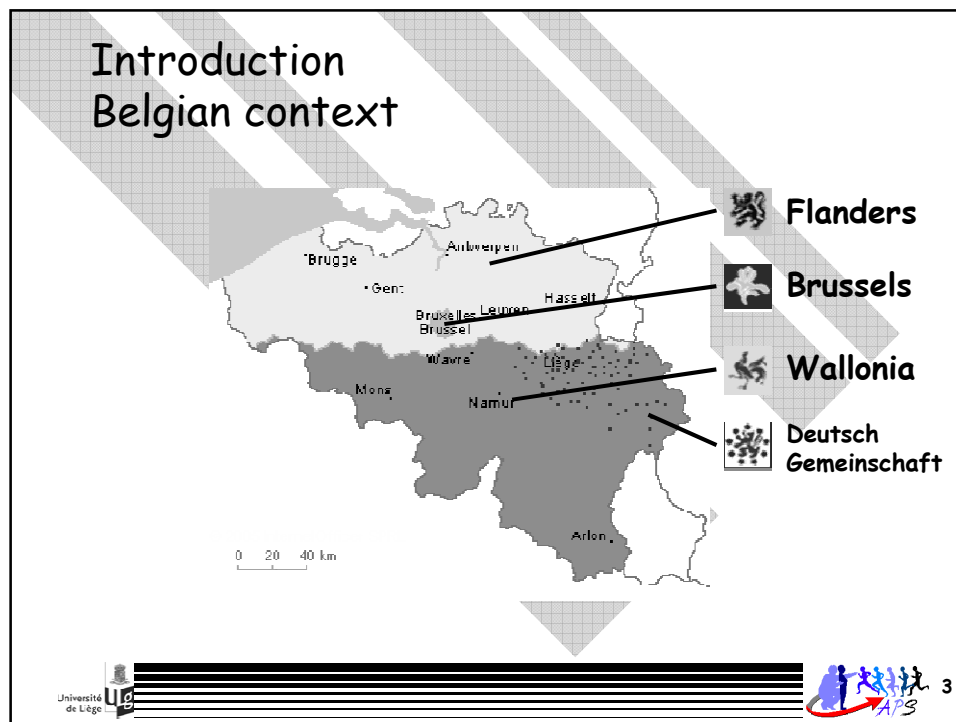 Introduction
Belgian context
Flanders
Brussels
Wallonia
Deutsch
Gemeinschaft
Brugge
Antwerpen
Gent
Hasselt
Leuven
Bruxelles
Brussel
Wavre
Liège
Mons
Namur
Arlon
0 20 40 km
Université
de Liège
APS
3